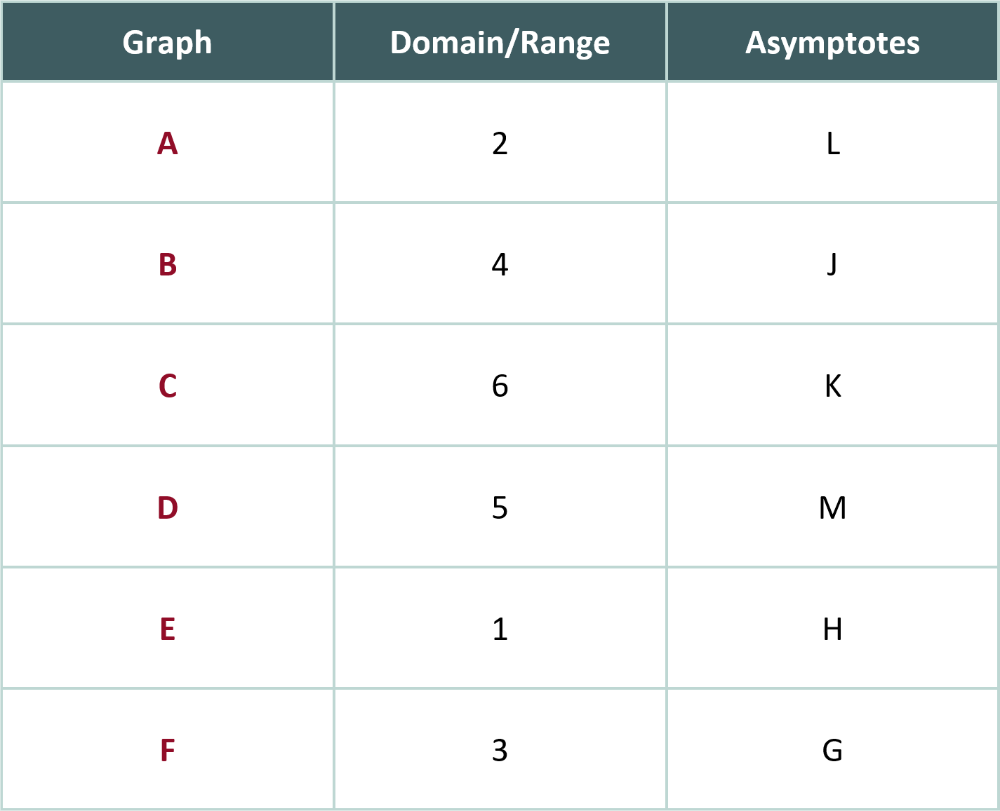 Graph Domain/Range Asymptotes
A 2 L
B 4 J
C 6 K
D 5 M
E 1 H
F 3 G